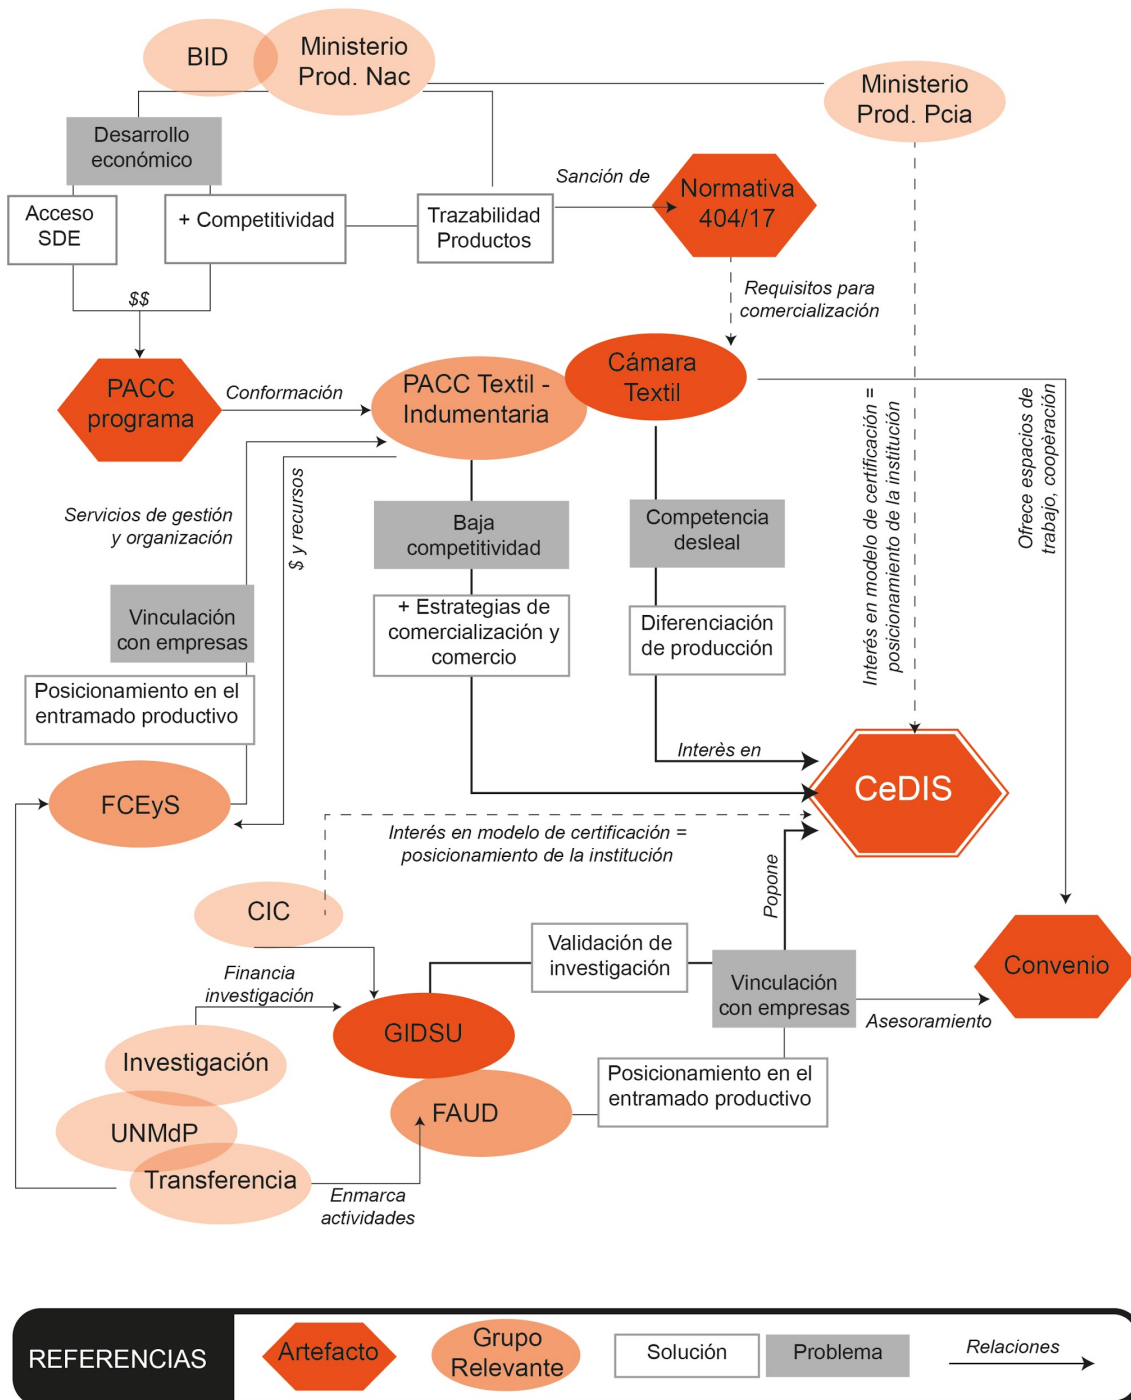 BID
Ministerio
Prod. Nac
Ministerio
Prod. Pcia
Desarrollo
económico
Acceso
SDE
+ Competitividad
Trazabilidad
Productos
Sanción de
Normativa
404/17
$$
Requisitos para
comercialización
PACC
programa
Conformación
PACC Textil -
Indumentaria
Cámara
Textil
Servicios de gestión
y organización
$ y recursos
Baja
competitividad
Competencia
desleal
Interés en modelo de certificación =
posicionamiento de la institución
Ofrece espacios de
trabajo, coopèración
Vinculación
con empresas
+ Estrategias de
comercialización y
comercio
Diferenciación
de producción
Posicionamiento en el
entramado productivo
Interès en
CeDIS
FCEyS
Interés en modelo de certificación =
posicionamiento de la institución
Popone
CIC
Validación de
investigación
Financia
investigación
Vinculación
con empresas
Convenio
Asesoramiento
GIDSU
Investigación
Posicionamiento en el
entramado productivo
FAUD
UNMdP
Transferencia
Enmarca
actividades
REFERENCIAS
Artefacto
Grupo
Relevante
Solución
Problema
Relaciones